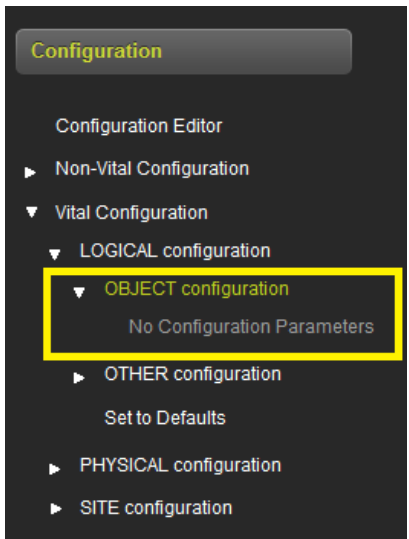 Configuration
Configuration Editor
Non-Vital Configuration
Vital Configuration
LOGICAL configuration
OBJECT configuration
No Configuration Parameters
OTHER configuration
Set to Defaults
PHYSICAL configuration
SITE configuration